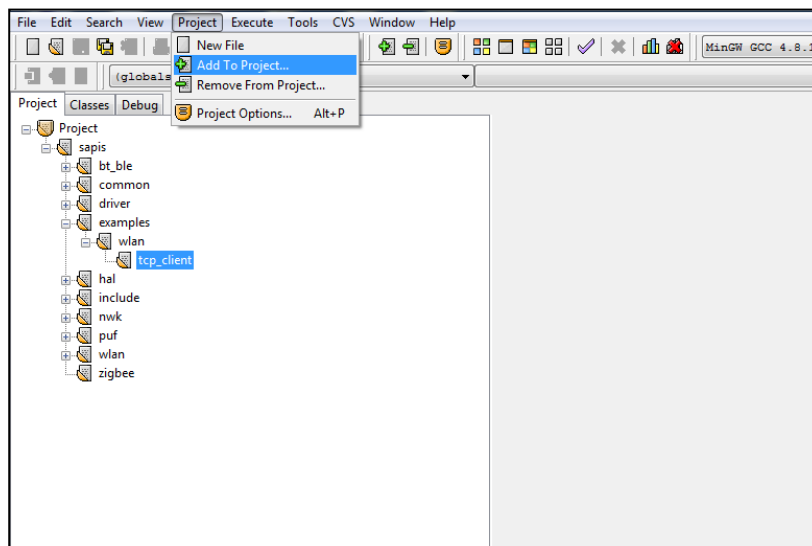 File Edit Search View Project Execute Tools CVS Window Help
New File
Add To Project...
Remove From Project...
Project Options... Alt+P
MinGW GCC 4.8.1
(globals
Project Classes Debug
Project
sapis
bt_ble
common
driver
examples
wlan
tcp_client
hal
include
nwk
puf
wlan
zigbee